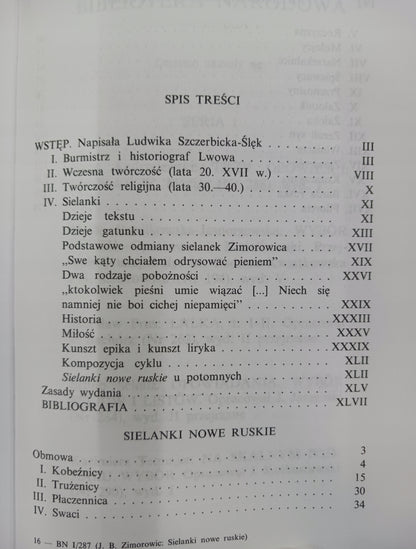 SPIS TREŚCI
WSTĘP. Napisała Ludwika Szczerbicka-Ślęk . . . . . . . . III
I. Burmistrz i historiograf Lwowa . . . . . . . . III
II. Wczesna twórczość (lata 20. XVII w.) . . . . . . VIII
III. Twórczość religijna (lata 30.—40.) . . . . . . . . X
IV. Sielanki . . . . . . . . . . . . . . XI
Dzieje tekstu . . . . . . . . . . . . XI
Dzieje gatunku . . . . . . . . . . . . XIII
Podstawowe odmiany sielanek Zimorowica . . . . XVII
„Swe kąty chciałem odrysować pieniem" . . . . . XIX
Dwa rodzaje pobożności . . . . . . . . . XXVI
„ktokolwiek pieśni umie wiązać [...] Niech się
namniej nie boi cichej niepamięci" . . . . . . XXIX
Historia . . . . . . . . . . . . . XXXIII
Miłość . . . . . . . . . . . . . . XXXV
Kunszt epika i kunszt liryka . . . . . . . . XXXIX
Kompozycja cyklu . . . . . . . . . . . XLII
Sielanki nowe ruskie u potomnych . . . . . . XLII
Zasady wydania . . . . . . . . . . . . . XLV
BIBLIOGRAFIA . . . . . . . . . . . . . XLVII
SIELANKI NOWE RUSKIE
Obmowa . . . . . . . . . . . . . . . 3
I. Kobeźnicy . . . . . . . . . . . . . . 4
II. Trużenicy . . . . . . . . . . . . . . 15
III. Płaczennica . . . . . . . . . . . . . 30
IV. Swaci . . . . . . . . . . . . . . . 34
16 — BN I/287 (J. B. Zimorowic: Sielanki nowe ruskie)